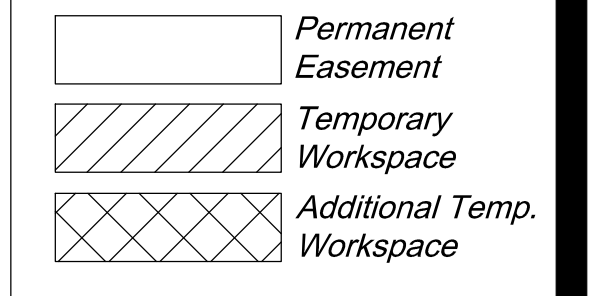 Permanent
Easement
Temporary
Workspace
Additional Temp.
Workspace